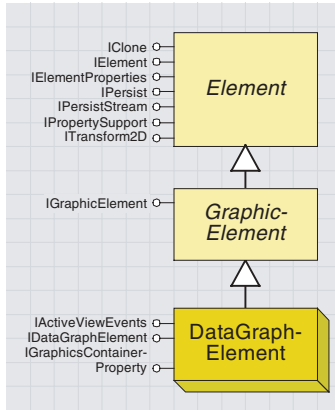 IClone
IElement
IElementProperties
IPersist
IPersistStream
IPropertySupport
ITransform2D
Element
IGraphicElement
Graphic-
Element
IActiveViewEvents
IDataGraphElement
IGraphicsContainer-
Property
DataGraph-
Element